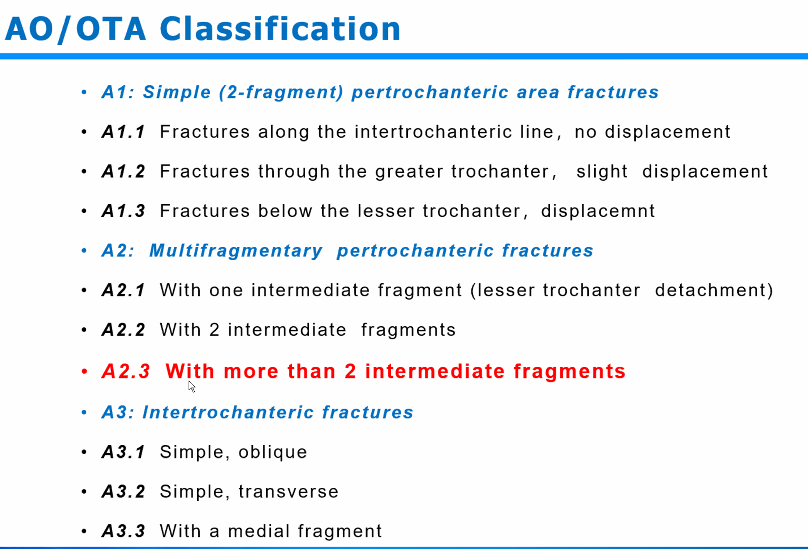 AO/OTA Classification
• A1: Simple (2-fragment) pertrochanteric area fractures
• A1.1 Fractures along the intertrochanteric line, no displacement
• A1.2 Fractures through the greater trochanter, slight displacement
• A1.3 Fractures below the lesser trochanter, displacemnt
• A2: Multifragmentary pertrochanteric fractures
• A2.1 With one intermediate fragment (lesser trochanter detachment)
• A2.2 With 2 intermediate fragments
• A2.3 With more than 2 intermediate fragments
• A3: Intertrochanteric fractures
• A3.1 Simple, oblique
• A3.2 Simple, transverse
• A3.3 With a medial fragment